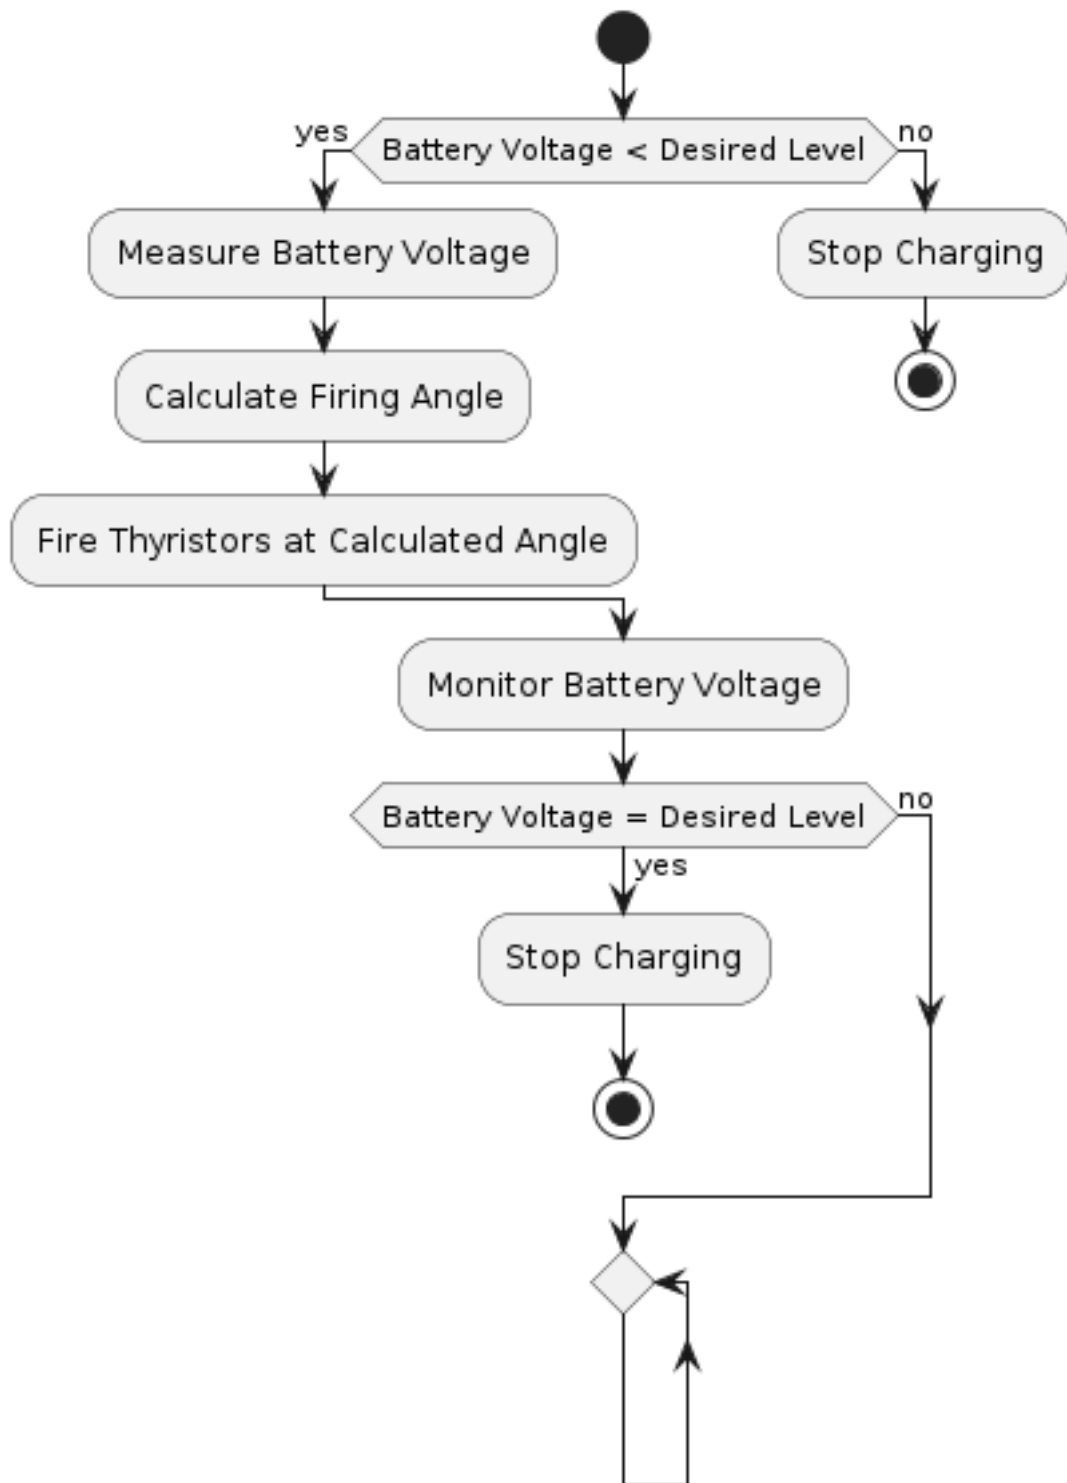 yes
Battery Voltage < Desired Level
no
Measure Battery Voltage
Stop Charging
Calculate Firing Angle
Fire Thyristors at Calculated Angle
Monitor Battery Voltage
Battery Voltage = Desired Level
no
yes
Stop Charging